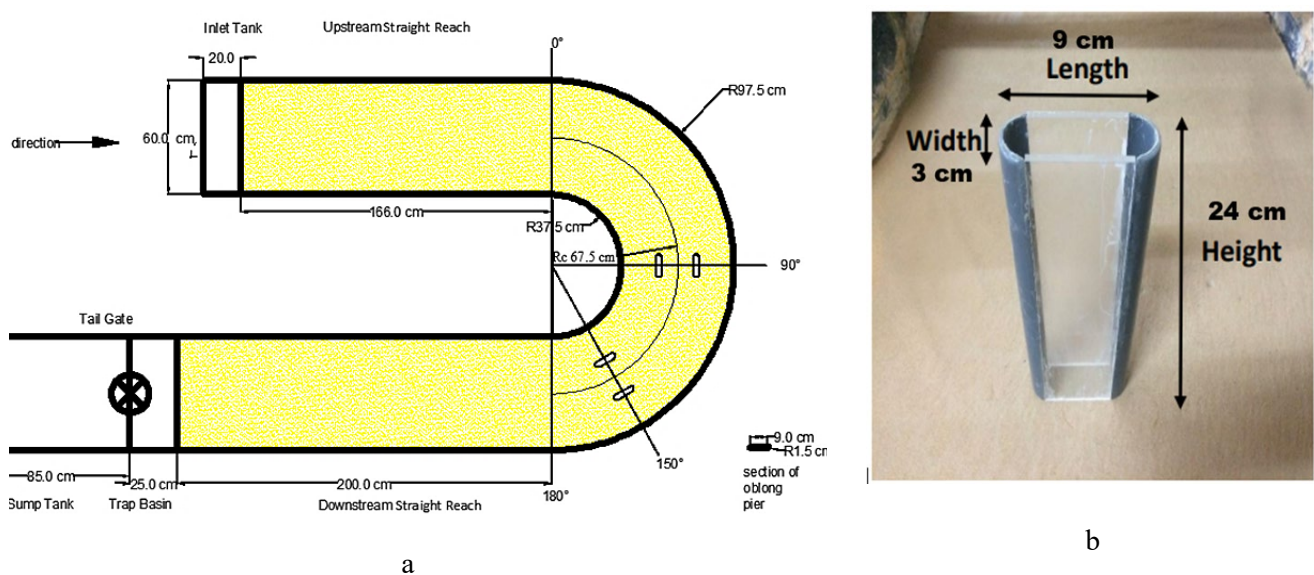 Inlet Tank
Upstream Straight Reach
20.0
0°
R97.5 cm
direction
60.0 cm
166.0 cm
R37.5 cm
Rc 67.5 cm
90°
Tail Gate
9.0 cm
R1.5 cm
section of
oblong
pier
150°
85.0 cm
25.0 cm
200.0 cm
180°
Sump Tank
Trap Basin
Downstream Straight Reach
a
9 cm
Length
Width
3 cm
24 cm
Height
b